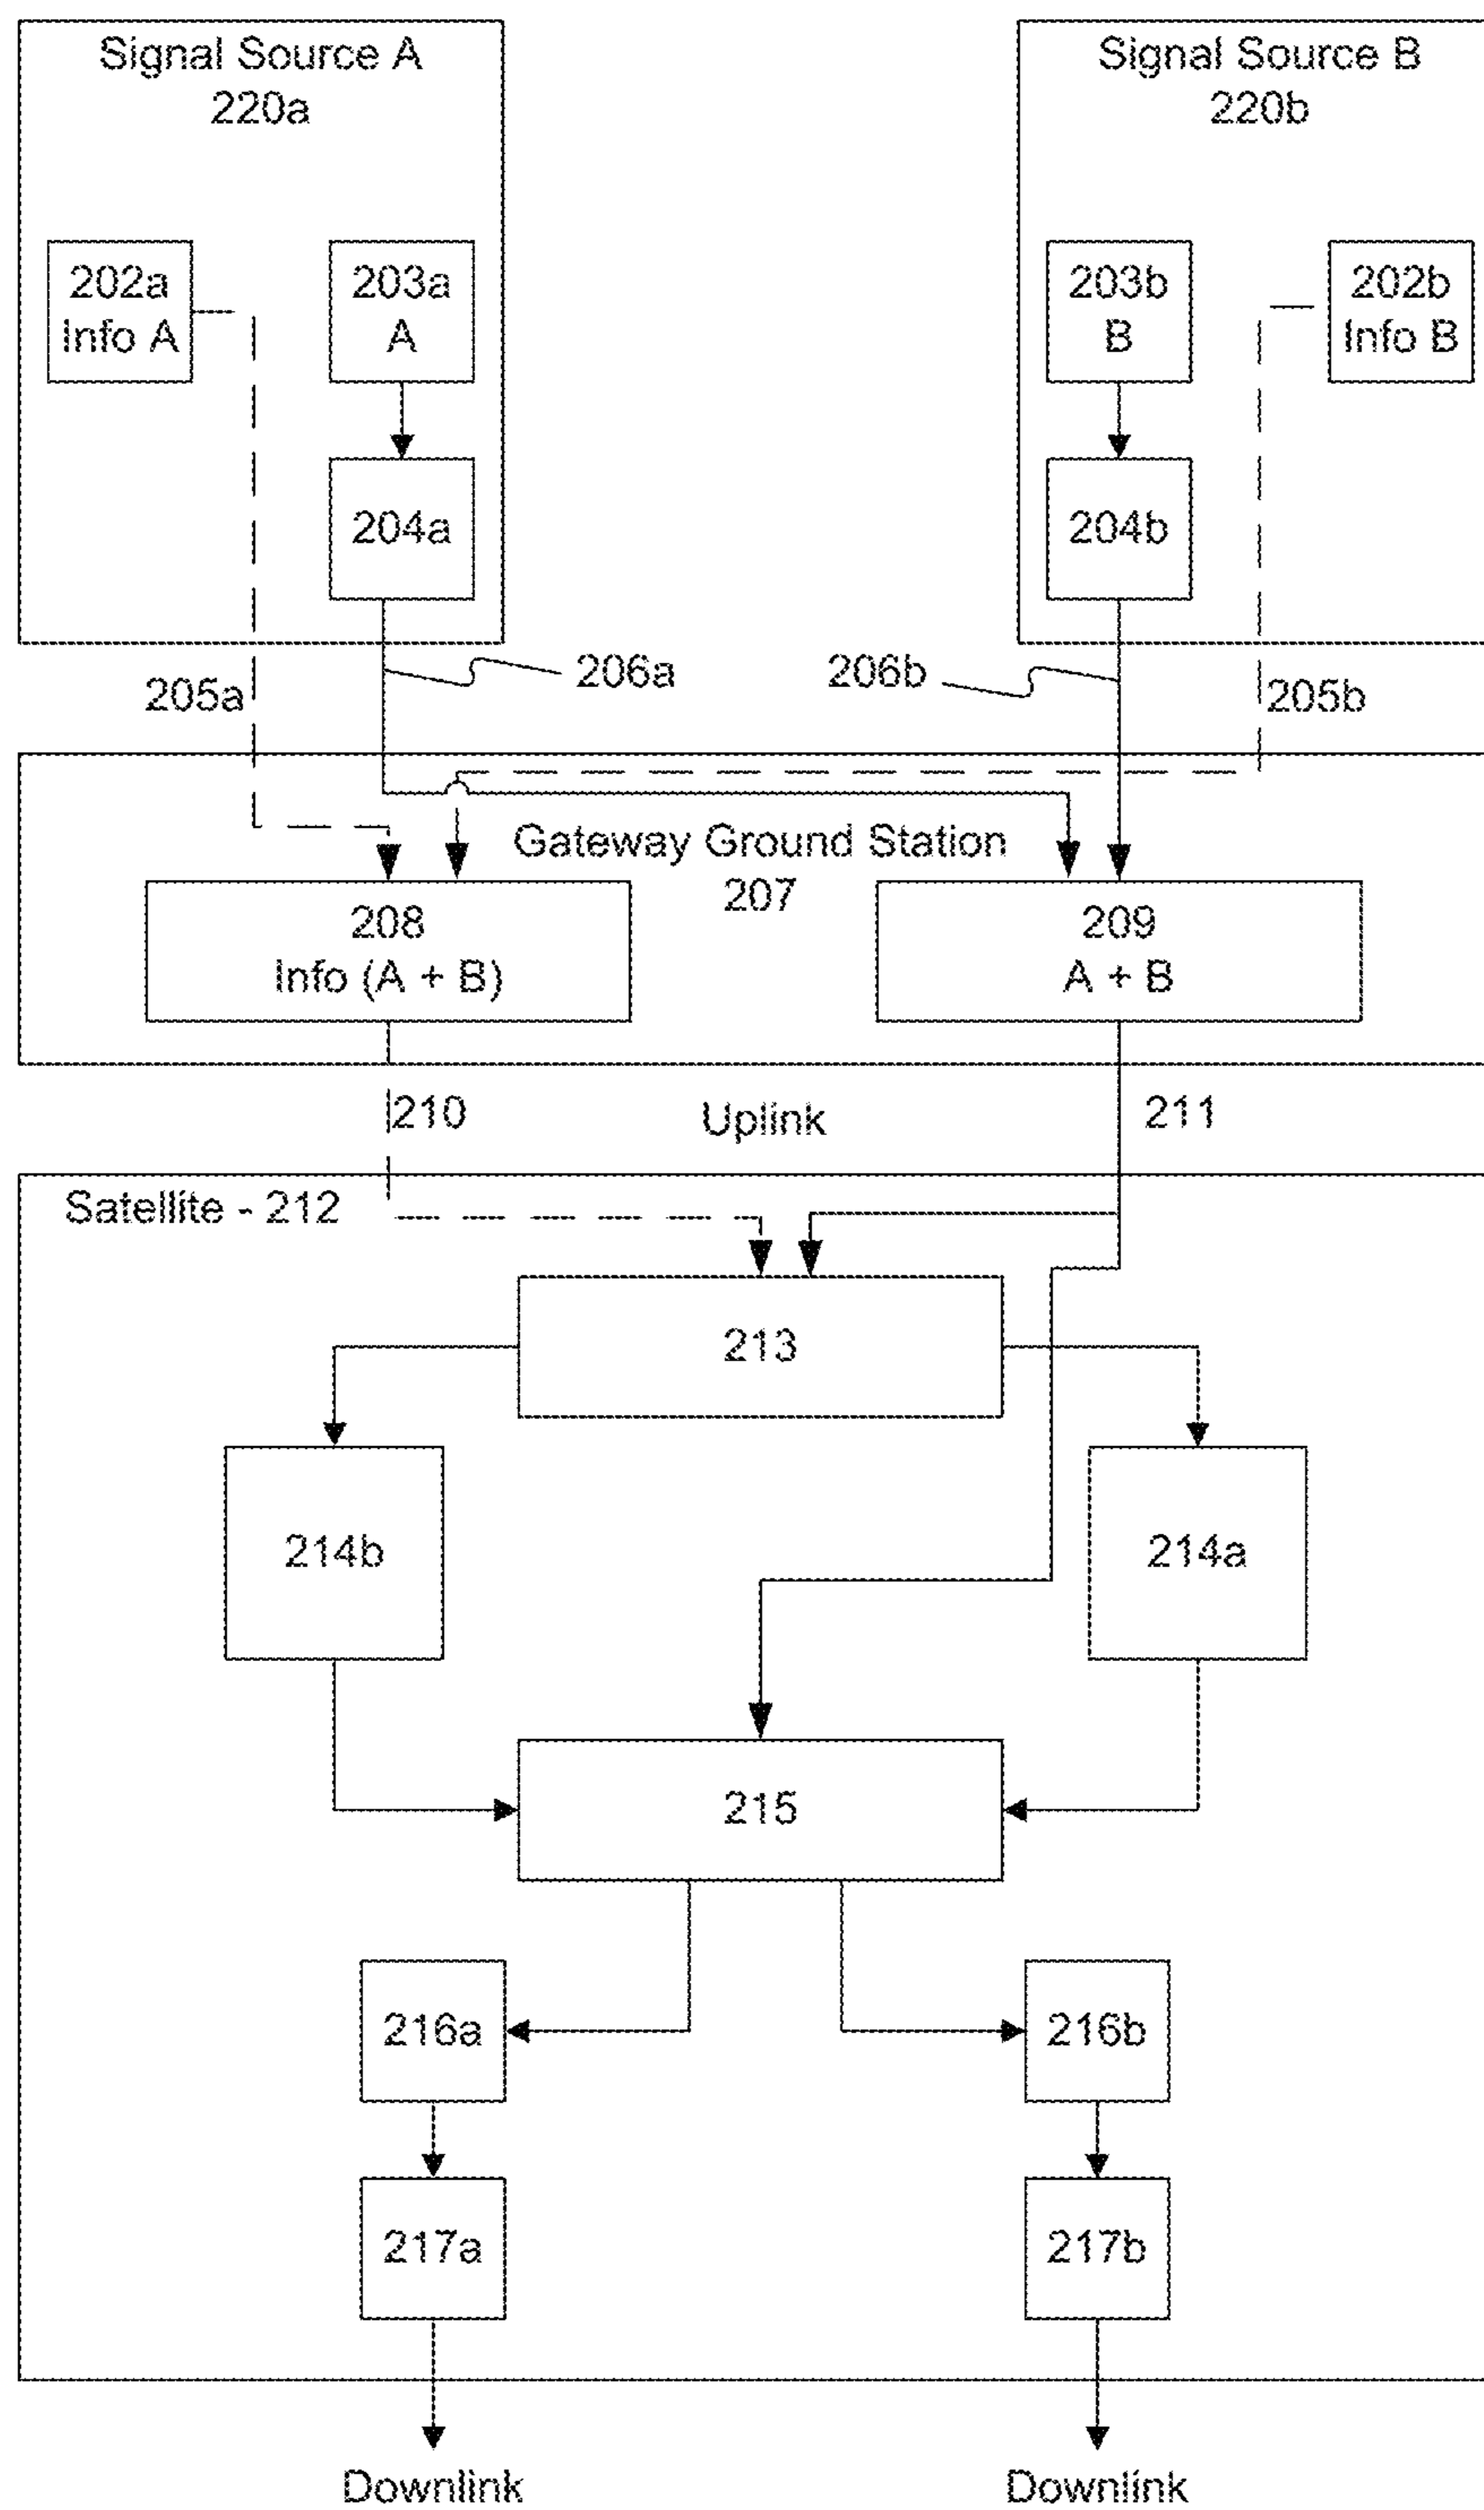 Signal Source A
220a
Signal Source B
220b
202a
Info A
203a
A
203b
B
202b
Info B
204a
204b
205a
206a
206b
205b
Gateway Ground Station
207
208
Info (A + B)
209
A + B
210
Uplink
211
Satellite - 212
213
214b
214a
215
216a
216b
217a
217b
Downlink
Downlink